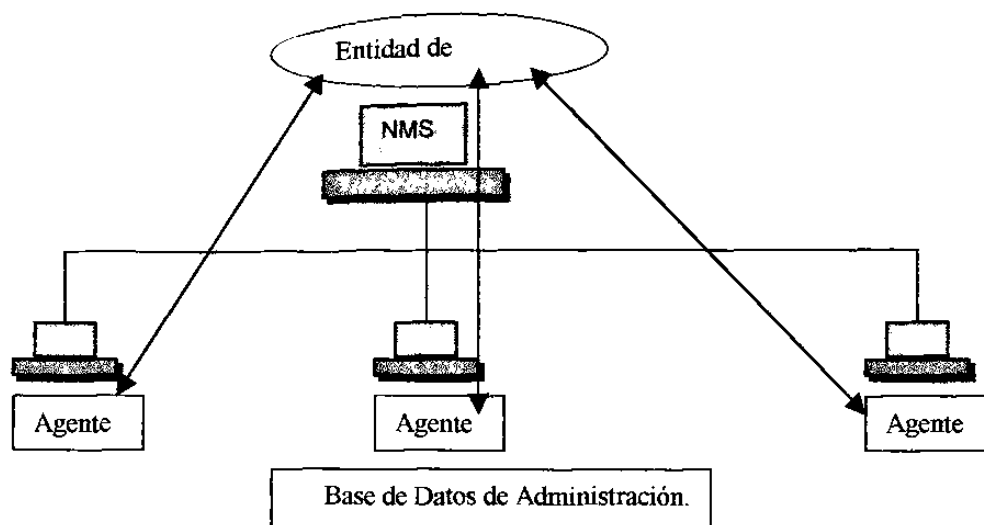 Entidad de
NMS
Agente
Agente
Agente
Base de Datos de Administración.